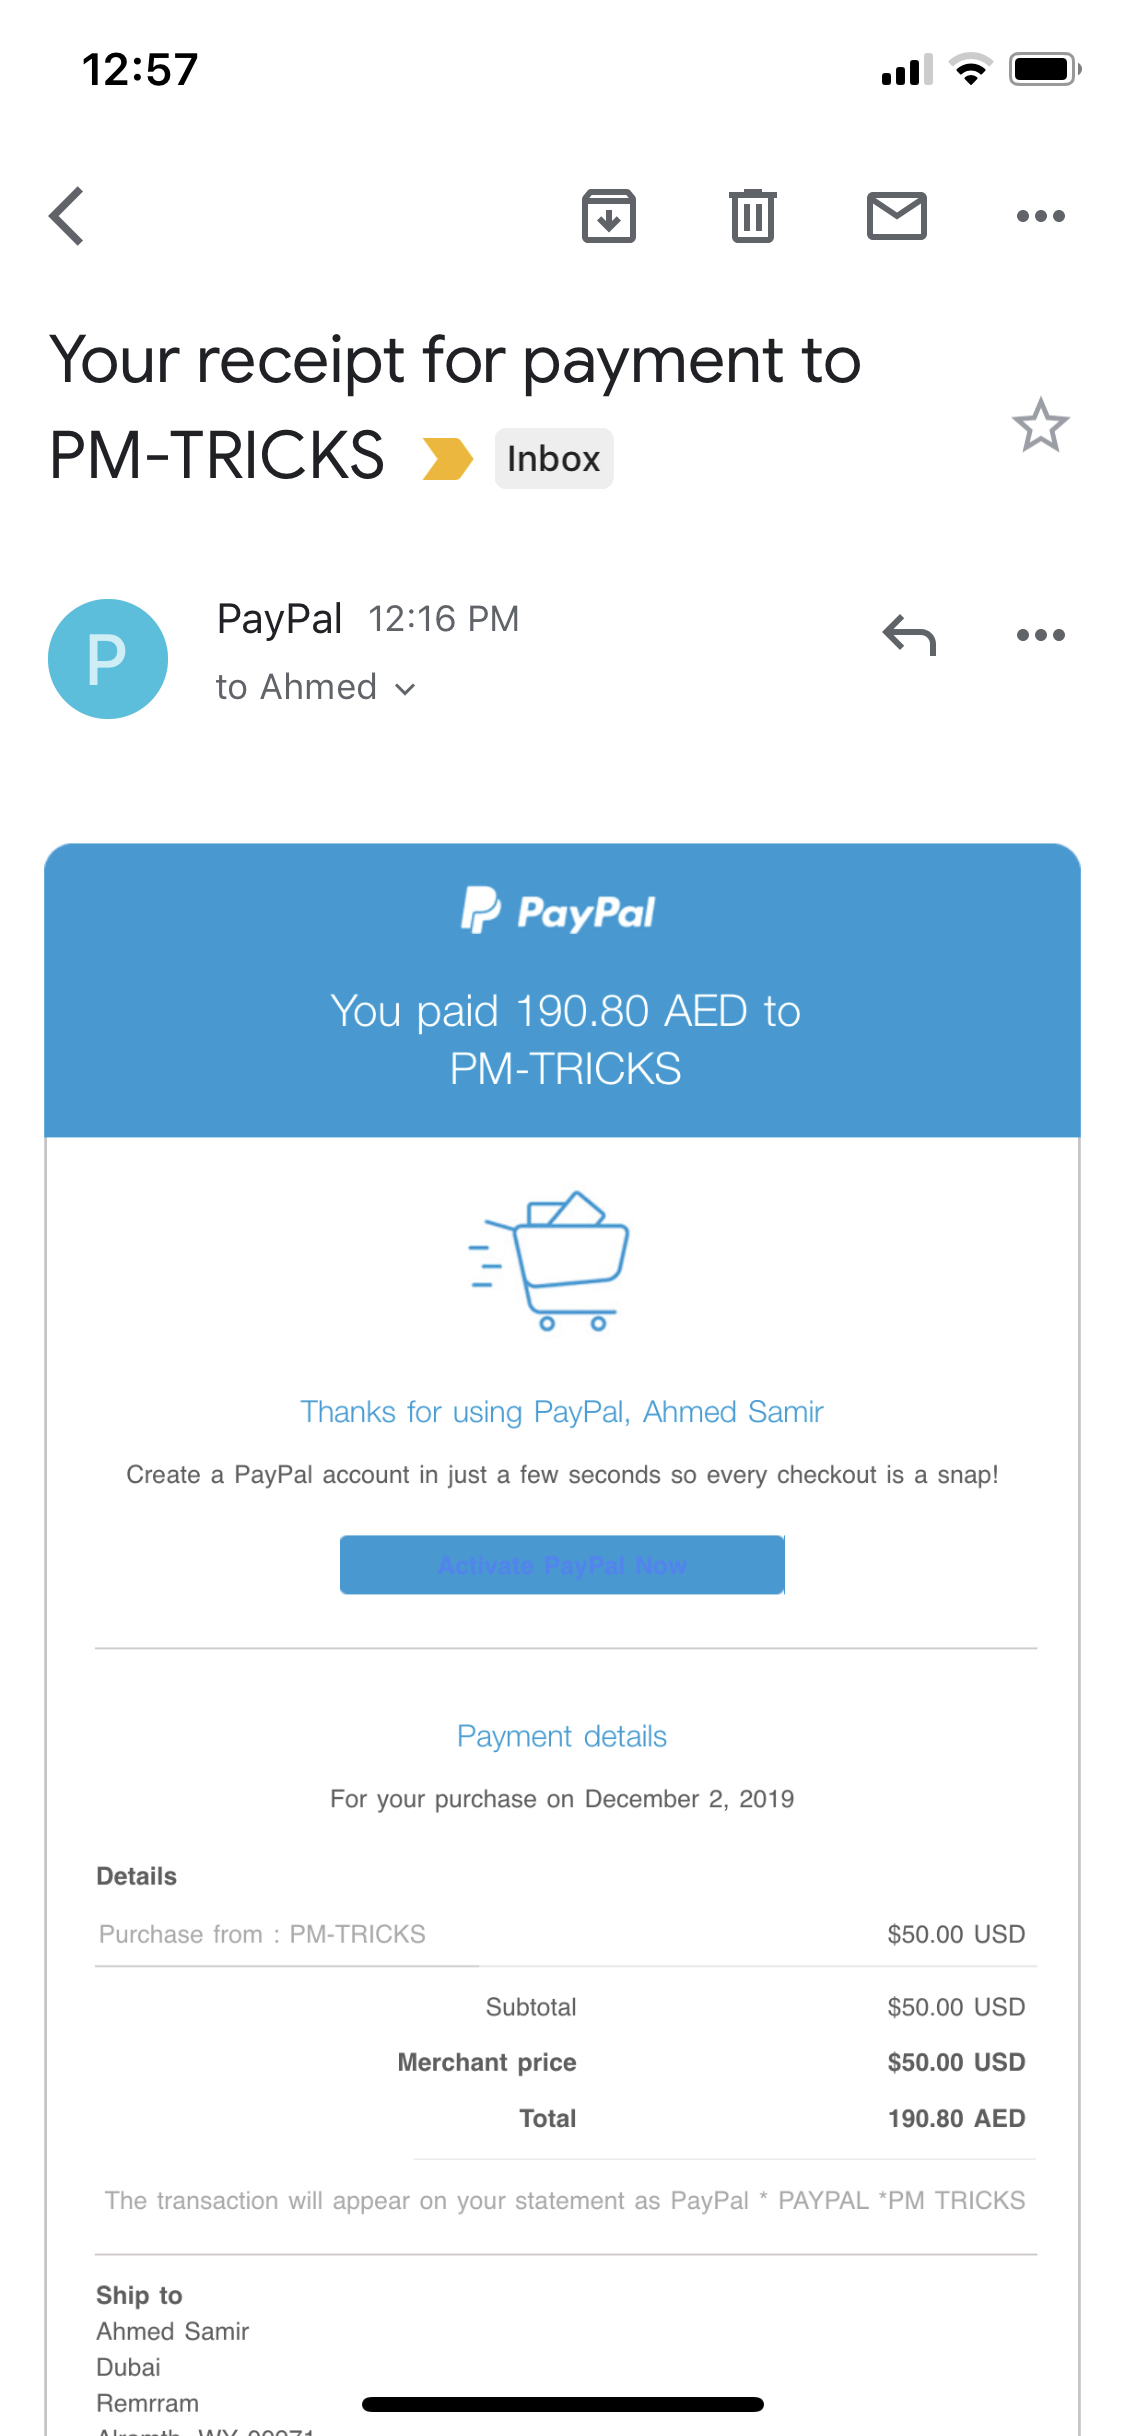 12:57
Your receipt for payment to
PM-TRICKS Inbox
P
PayPal 12:16 PM
to Ahmed
PayPal
You paid 190.80 AED to
PM-TRICKS
Thanks for using PayPal, Ahmed Samir
Create a PayPal account in just a few seconds so every checkout is a snap!
Activate PayPal Now
Payment details
For your purchase on December 2, 2019
Details
Purchase from : PM-TRICKS $50.00 USD
Subtotal $50.00 USD
Merchant price $50.00 USD
Total 190.80 AED
The transaction will appear on your statement as PayPal * PAYPAL *PM TRICKS
Ship to
Ahmed Samir
Dubai
Remrram